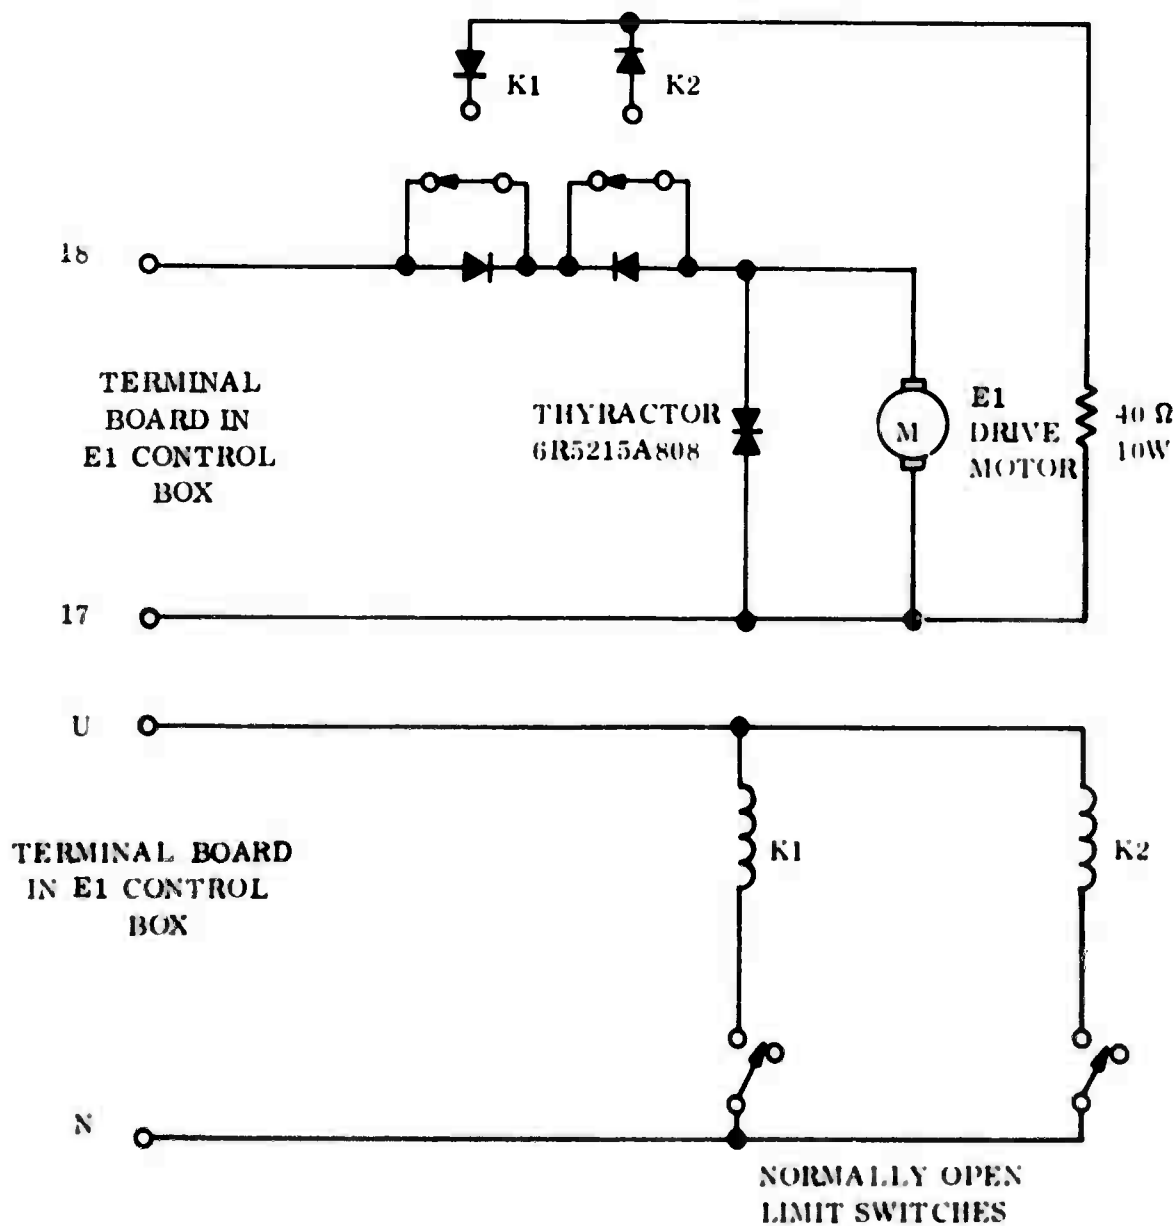 K1
K2
18
TERMINAL
BOARD IN
E1 CONTROL
BOX
THYRACTOR
6R5215A808
M
E1
DRIVE
MOTOR
40 Ω
10W
17
U
TERMINAL BOARD
IN E1 CONTROL
BOX
K1
K2
N
NORMALLY OPEN
LIMIT SWITCHES